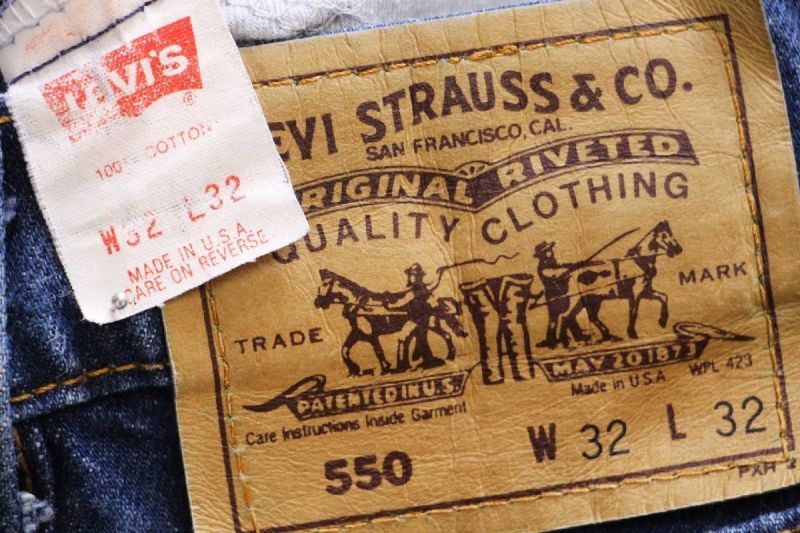 Levi's
100% COTTON
W32 L32
MADE IN U.S.A.
CARE ON REVERSE
EVI STRAUSS & CO.
SAN FRANCISCO, CAL.
RIGINAL RIVETED
QUALITY CLOTHING
TRADE MARK
PATENTED IN U.S. MAY 20 1873
Care Instructions Inside Garment Made in U.S.A. WPL 423
550 W 32 L 32